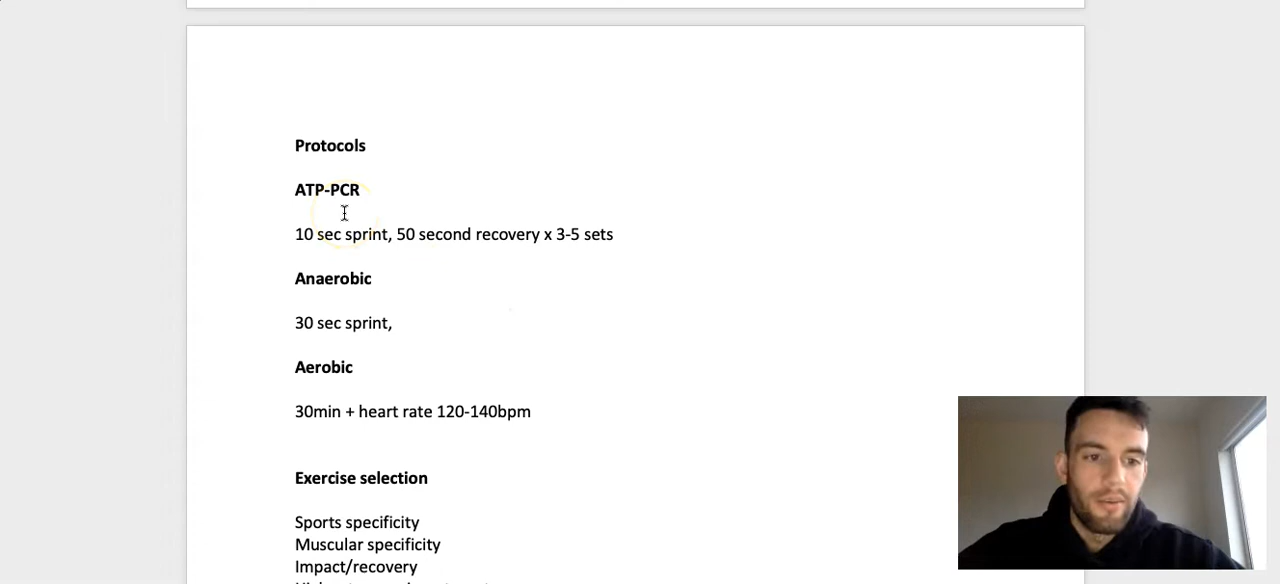 Protocols
ATP-PCR
10 sec sprint, 50 second recovery x 3-5 sets
Anaerobic
30 sec sprint,
Aerobic
30min + heart rate 120-140bpm
Exercise selection
Sports specificity
Muscular specificity
Impact/recovery